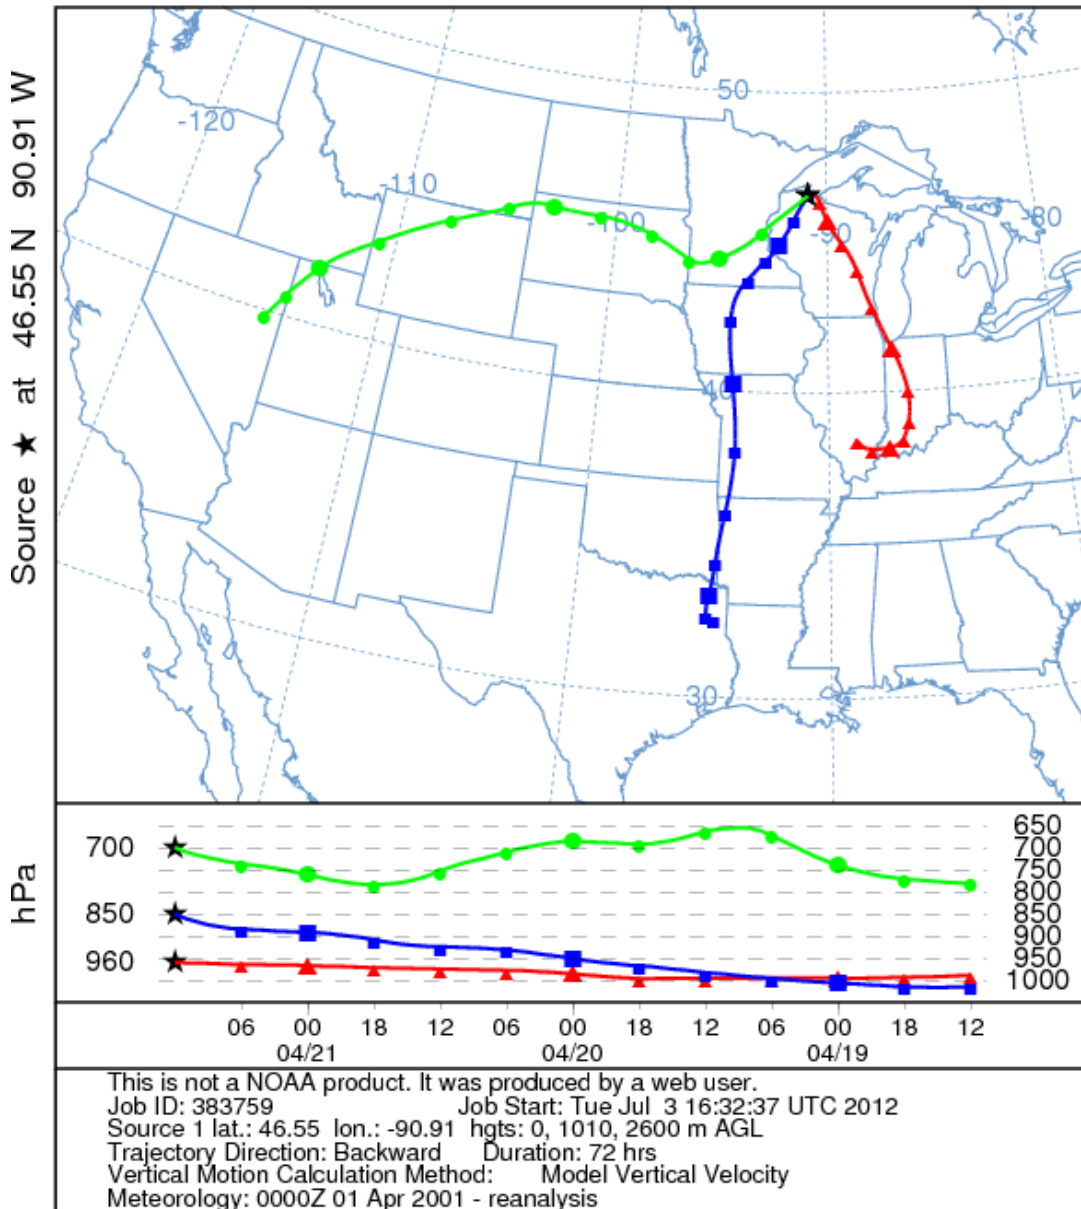 Source ★ at 46.55 N 90.91 W
50
-120
-110
-100
-90
-80
40
30
hPa
700
850
960
650
700
750
800
850
900
950
1000
06 00 18 12 06 00 18 12 06 00 18 12
04/21 04/20 04/19
This is not a NOAA product. It was produced by a web user.
Job ID: 383759 Job Start: Tue Jul 3 16:32:37 UTC 2012
Source 1 lat.: 46.55 lon.: -90.91 hgts: 0, 1010, 2600 m AGL
Trajectory Direction: Backward Duration: 72 hrs
Vertical Motion Calculation Method: Model Vertical Velocity
Meteorology: 0000Z 01 Apr 2001 - reanalysis